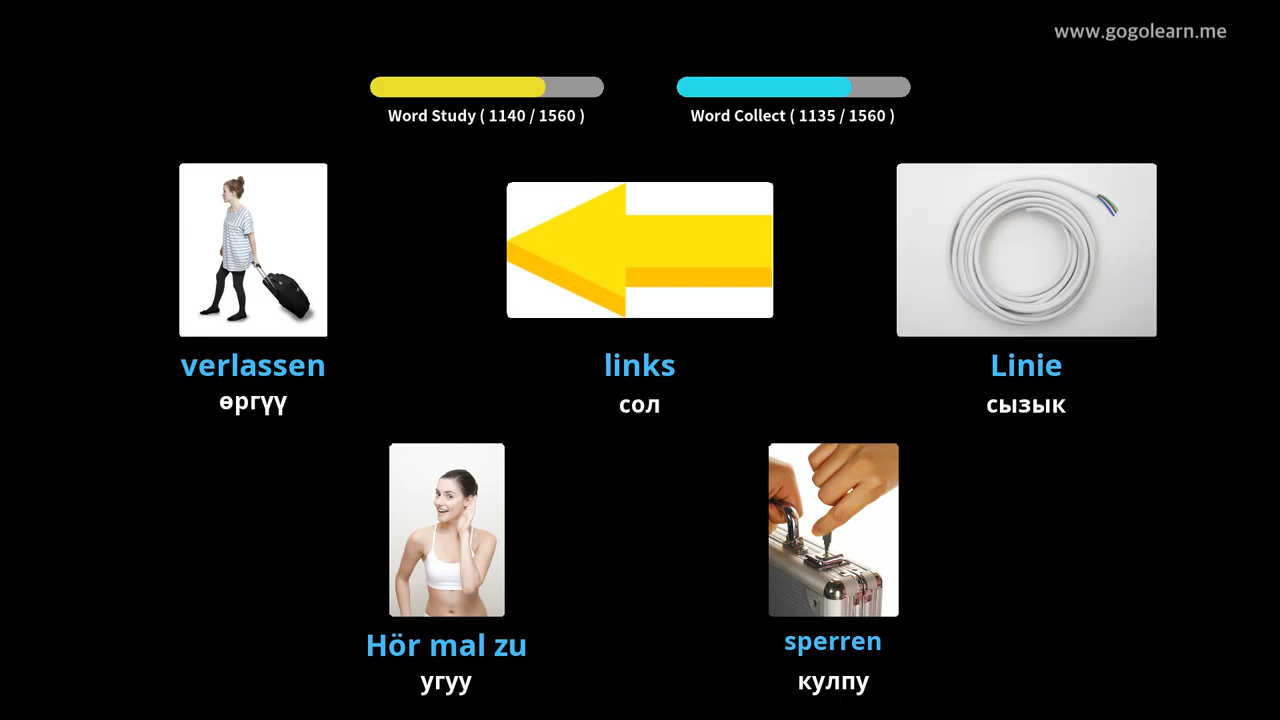 www.gogolearn.me
Word Study ( 1140 / 1560 )
Word Collect ( 1135 / 1560 )
verlassen
өргүү
links
сол
Linie
сызык
Hör mal zu
угуу
sperren
кулпу